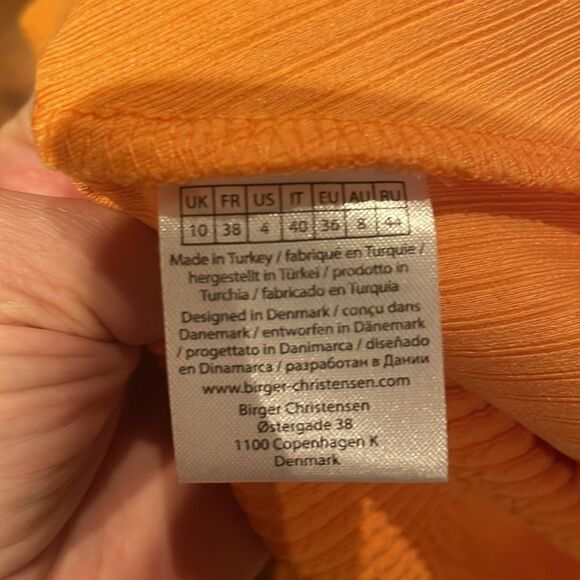 UK FR US IT EU AU RU
10 38 4 40 36 8 44
Made in Turkey / fabriqué en Turquie /
hergestellt in Türkei / prodotto in
Turchia / fabricado en Turquia
Designed in Denmark / conçu dans
Danemark / entworfen in Dänemark
/ progettato in Danimarca / diseñado
en Dinamarca / разработан в Дании
www.birger-christensen.com
Birger Christensen
Østergade 38
1100 Copenhagen K
Denmark